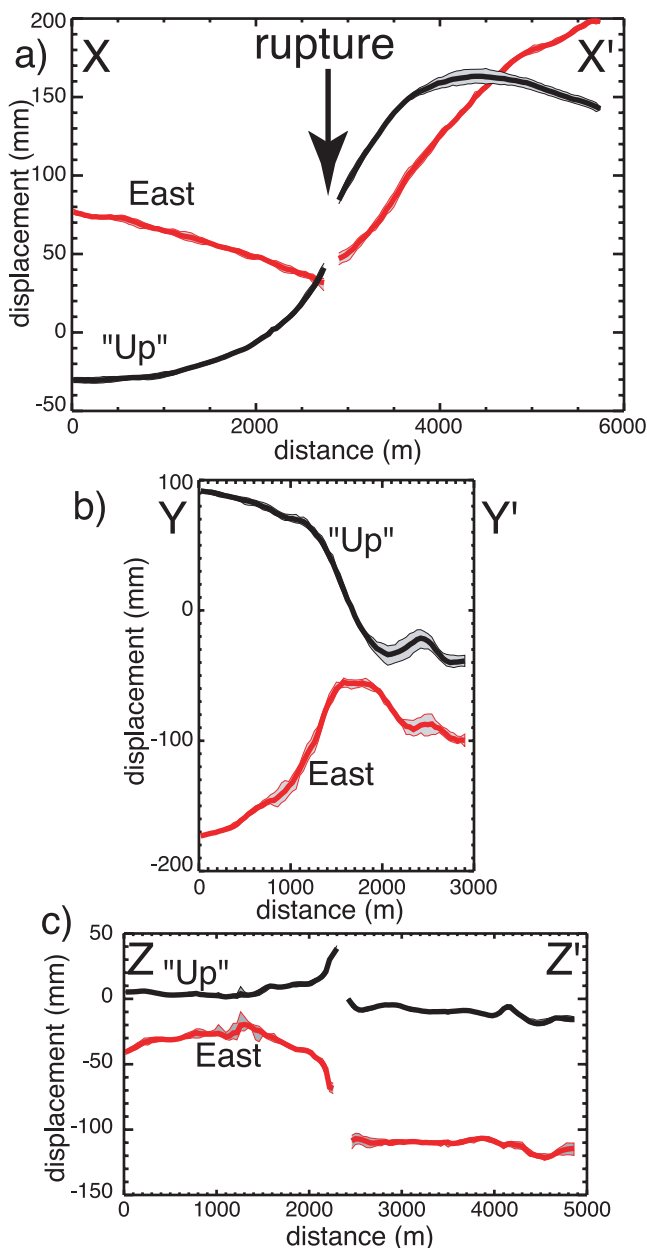 a)
X
rupture
X'
200
150
100
50
0
-50
displacement (mm)
East
"Up"
0
2000
4000
6000
distance (m)
b)
Y
Y'
100
0
-100
-200
displacement (mm)
"Up"
East
0
1000
2000
3000
distance (m)
c)
Z
Z'
50
0
-50
-100
-150
displacement (mm)
"Up"
East
0
1000
2000
3000
4000
5000
distance (m)